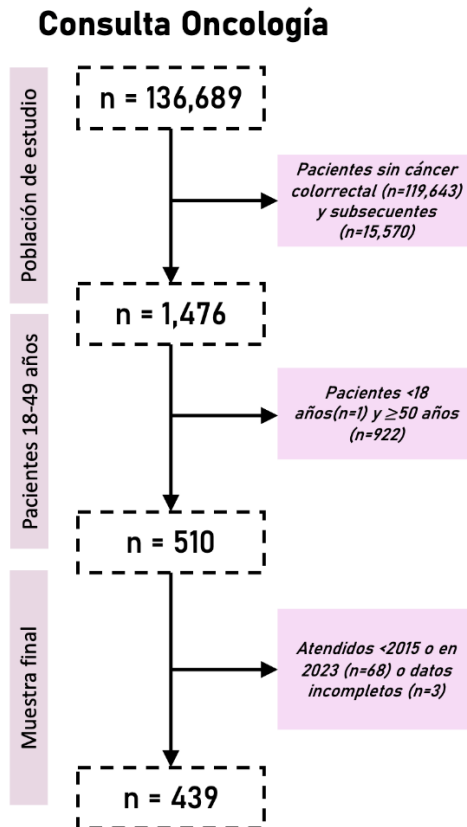 Consulta Oncología
Población de estudio
n = 136,689
Pacientes sin cáncer
colorrectal (n=119,643)
y subsecuentes
(n=15,570)
n = 1,476
Pacientes 18-49 años
Pacientes <18
años(n=1) y ≥50 años
(n=922)
n = 510
Muestra final
Atendidos <2015 o en
2023 (n=68) o datos
incompletos (n=3)
n = 439